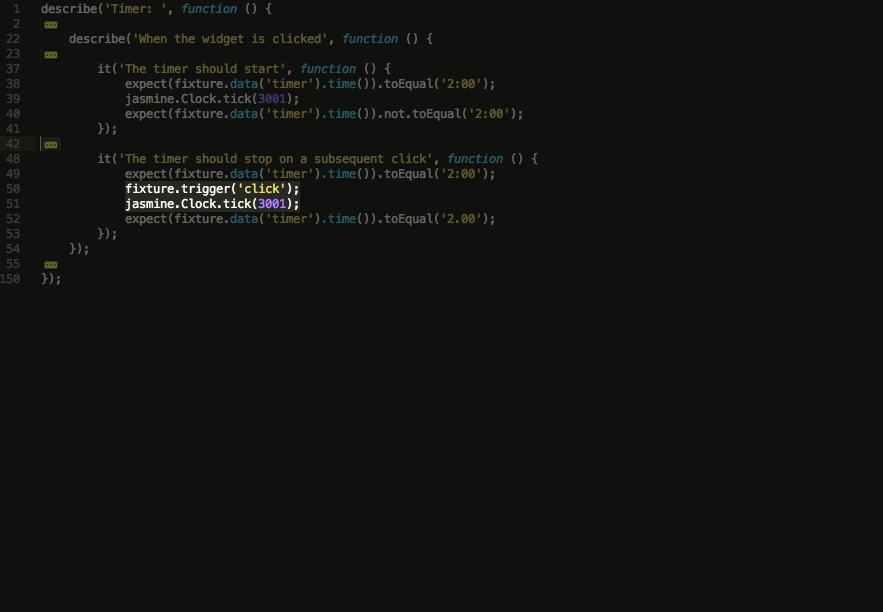 1 describe('Timer: ', function () {
2 ...
22 describe('When the widget is clicked', function () {
23 ...
37 it('The timer should start', function () {
38 expect(fixture.data('timer').time()).toEqual('2:00');
39 jasmine.Clock.tick(3001);
40 expect(fixture.data('timer').time()).not.toEqual('2:00');
41 });
42 ...
48 it('The timer should stop on a subsequent click', function () {
49 expect(fixture.data('timer').time()).toEqual('2:00');
50 fixture.trigger('click');
51 jasmine.Clock.tick(3001);
52 expect(fixture.data('timer').time()).toEqual('2.00');
53 });
54 });
55 ...
150 });